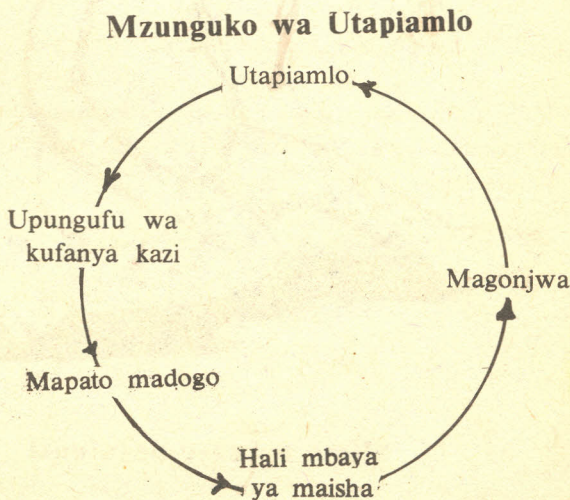 Mzunguko wa Utapiamlo
Utapiamlo
Upungufu wa
kufanya kazi
Mapato madogo
Hali mbaya
ya maisha
Magonjwa